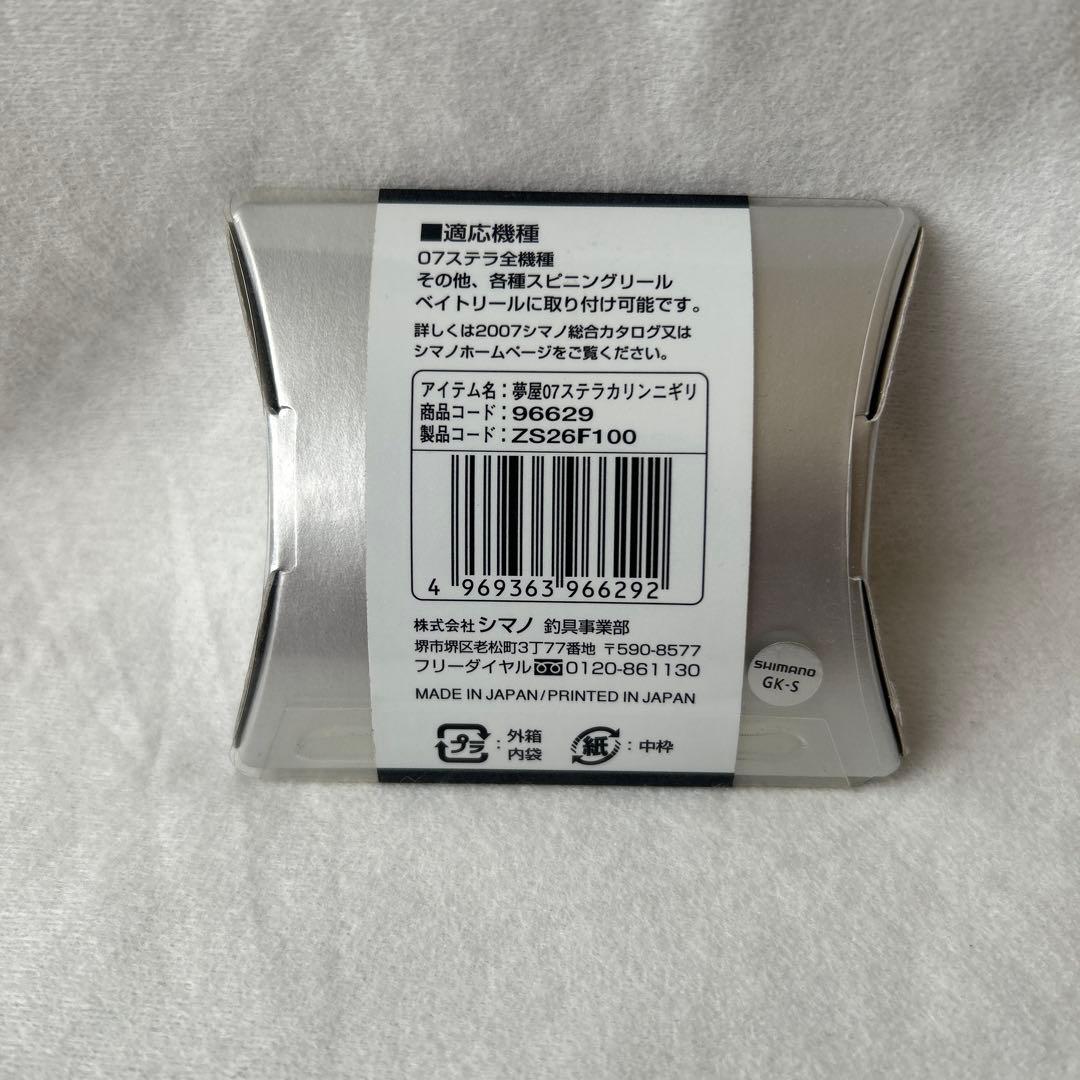 ■適応機種
07ステラ全機種
その他、各種スピニングリール
ベイトリールに取り付け可能です。
詳しくは2007シマノ総合カタログ又は
シマノホームページをご覧ください。
アイテム名：夢屋07ステラカリンニギリ
商品コード：96629
製品コード：ZS26F100
4 969363 966292
株式会社シマノ 釣具事業部
堺市堺区老松町3丁77番地 〒590-8577
フリーダイヤル 0120-861130
MADE IN JAPAN/PRINTED IN JAPAN
プラ：外箱
内袋
紙：中枠
SHIMANO
GK-S